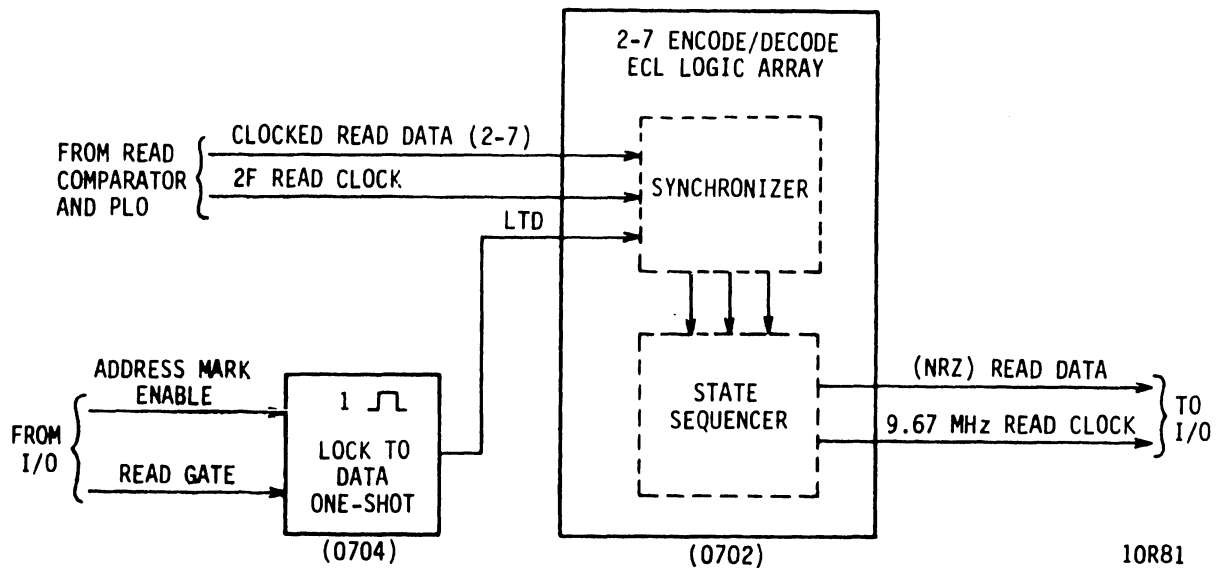 2-7 ENCODE/DECODE
ECL LOGIC ARRAY
FROM READ
COMPARATOR
AND PLO
CLOCKED READ DATA (2-7)
2F READ CLOCK
LTD
SYNCHRONIZER
ADDRESS MARK
ENABLE
FROM
I/O
READ GATE
1
LOCK TO
DATA
ONE-SHOT
(0704)
STATE
SEQUENCER
(NRZ) READ DATA
9.67 MHz READ CLOCK
TO
I/O
(0702)
10R81